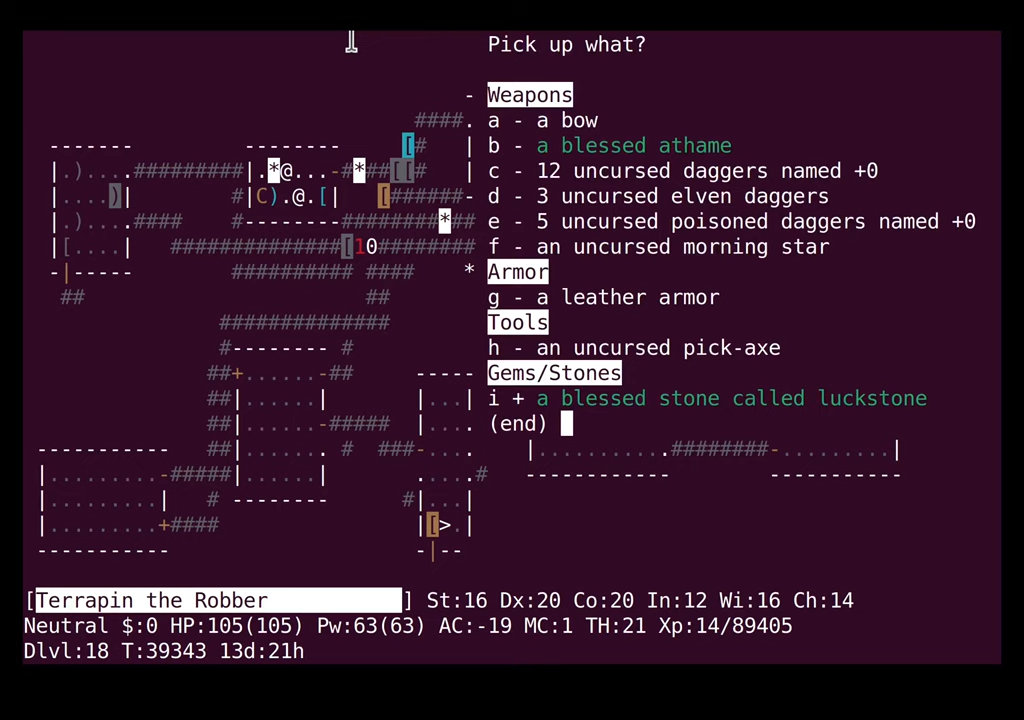 Pick up what?
- Weapons
####. a - a bow
------- -------- [# | b - a blessed athame
|.)....#########|.*@...-#*##[[# | c - 12 uncursed daggers named +0
|....)| #|C).@.[| [######- d - 3 uncursed elven daggers
|.)....#### #--------########*## e - 5 uncursed poisoned daggers named +0
|[....| ##############[10######## f - an uncursed morning star
-|----- ########## #### * Armor
## ## g - a leather armor
############## Tools
#-------- # h - an uncursed pick-axe
##+......-## ----- Gems/Stones
##|......| |...| i + a blessed stone called luckstone
##|......-##### |.... (end)
----------- ##|....... # ###-.... |...........########-.........|
|.........-#####|......| .....# ------------ -----------
|.........| # -------- #|...|
|.........+#### |[>.|
----------- -|--
[Terrapin the Robber ] St:16 Dx:20 Co:20 In:12 Wi:16 Ch:14
Neutral $:0 HP:105(105) Pw:63(63) AC:-19 MC:1 TH:21 Xp:14/89405
Dlvl:18 T:39343 13d:21h